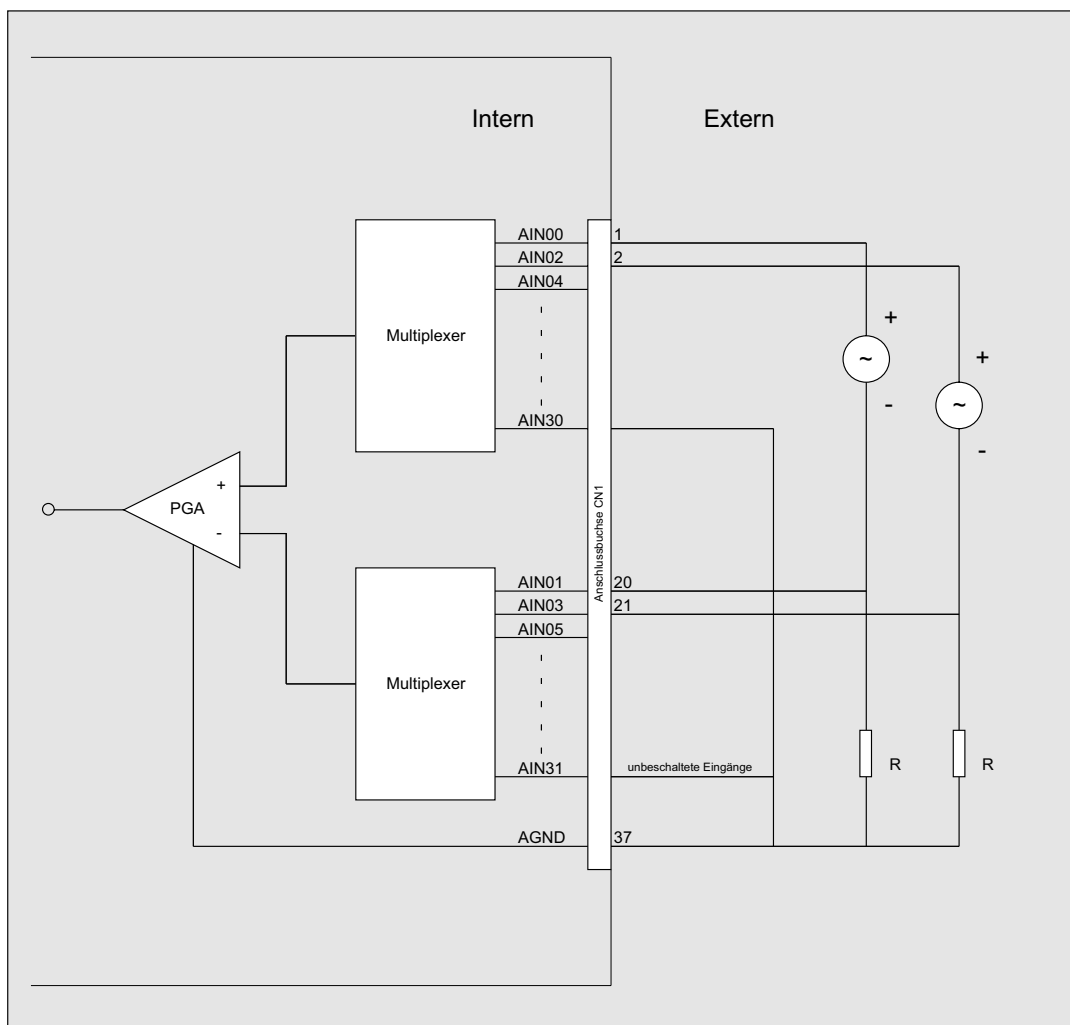 Intern Extern
AIN00 1
AIN02 2
AIN04
+
Multiplexer ~ +
- ~
AIN30
-
Anschlussbuchse CN1
+
PGA
-
AIN01 20
AIN03 21
AIN05
Multiplexer
AIN31 unbeschaltete Eingänge R R
AGND 37